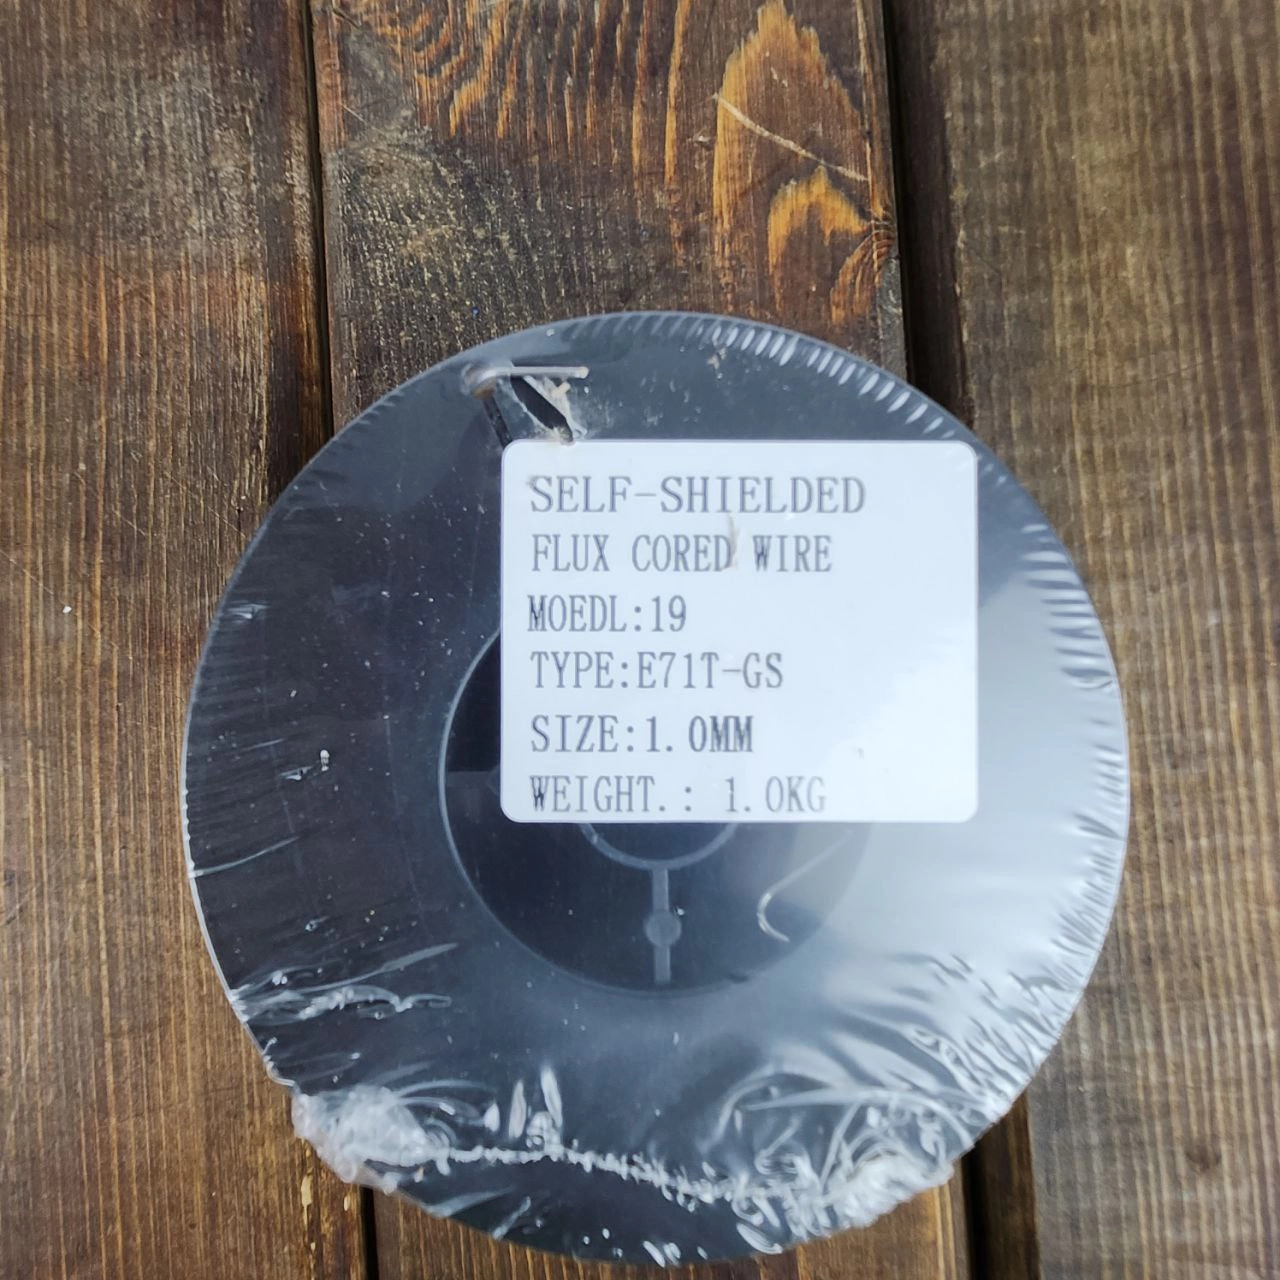 SELF-SHIELDED
FLUX CORED WIRE
MOEDL:19
TYPE:E71T-GS
SIZE:1.0MM
WEIGHT.: 1.0KG